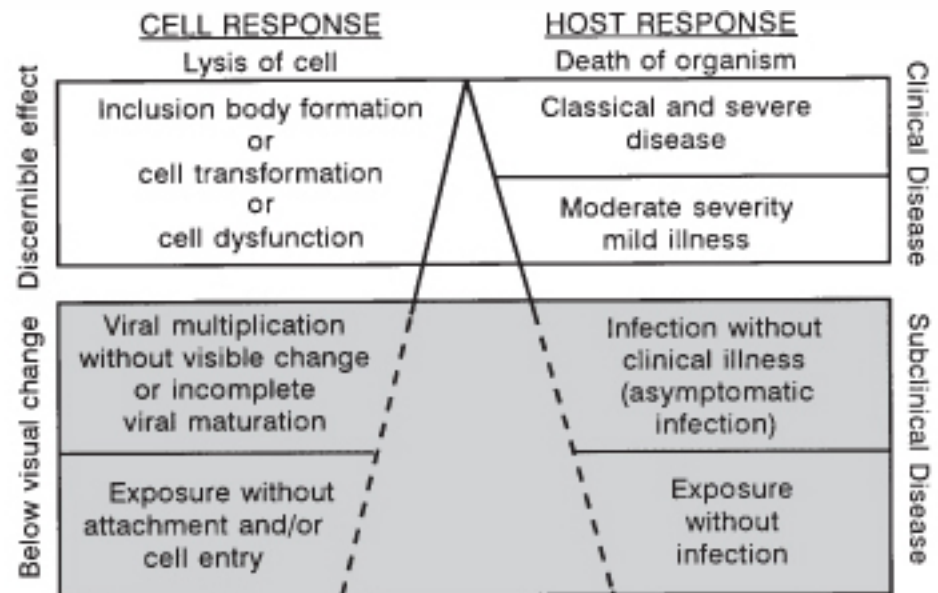 CELL RESPONSE
HOST RESPONSE
Lysis of cell
Death of organism
Discernible effect
Inclusion body formation
or
cell transformation
or
cell dysfunction
Classical and severe
disease
Moderate severity
mild illness
Clinical Disease
Below visual change
Viral multiplication
without visible change
or incomplete
viral maturation
Infection without
clinical illness
(asymptomatic
infection)
Exposure without
attachment and/or
cell entry
Exposure
without
infection
Subclinical Disease